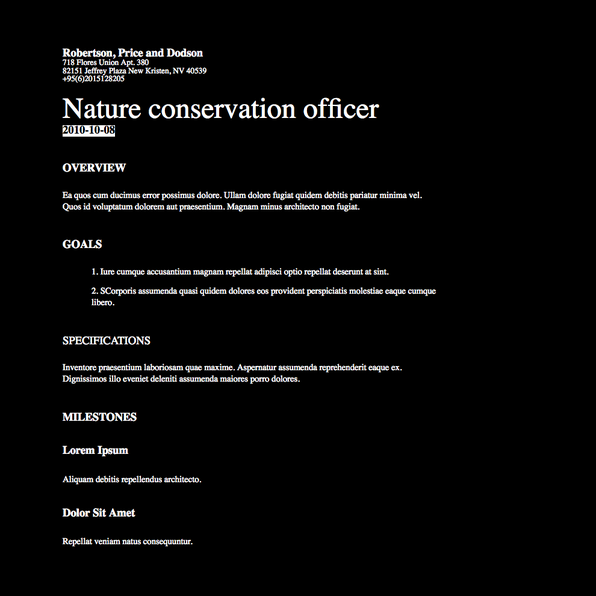 Robertson, Price and Dodson
718 Flores Union Apt. 380
82151 Jeffrey Plaza New Kristen, NV 40539
+95(6)2015128205
Nature conservation officer
2010-10-08
OVERVIEW
Ea quos cum ducimus error possimus dolore. Ullam dolore fugiat quidem debitis pariatur minima vel.
Quos id voluptatum dolorem aut praesentium. Magnam minus architecto non fugiat.
GOALS
1. Iure cumque accusantium magnam repellat adipisci optio repellat deserunt at sint.
2. SCorporis assumenda quasi quidem dolores eos provident perspiciatis molestiae eaque cumque
libero.
SPECIFICATIONS
Inventore praesentium laboriosam quae maxime. Aspernatur assumenda reprehenderit eaque ex.
Dignissimos illo eveniet deleniti assumenda maiores porro dolores.
MILESTONES
Lorem Ipsum
Aliquam debitis repellendus architecto.
Dolor Sit Amet
Repellat veniam natus consequuntur.